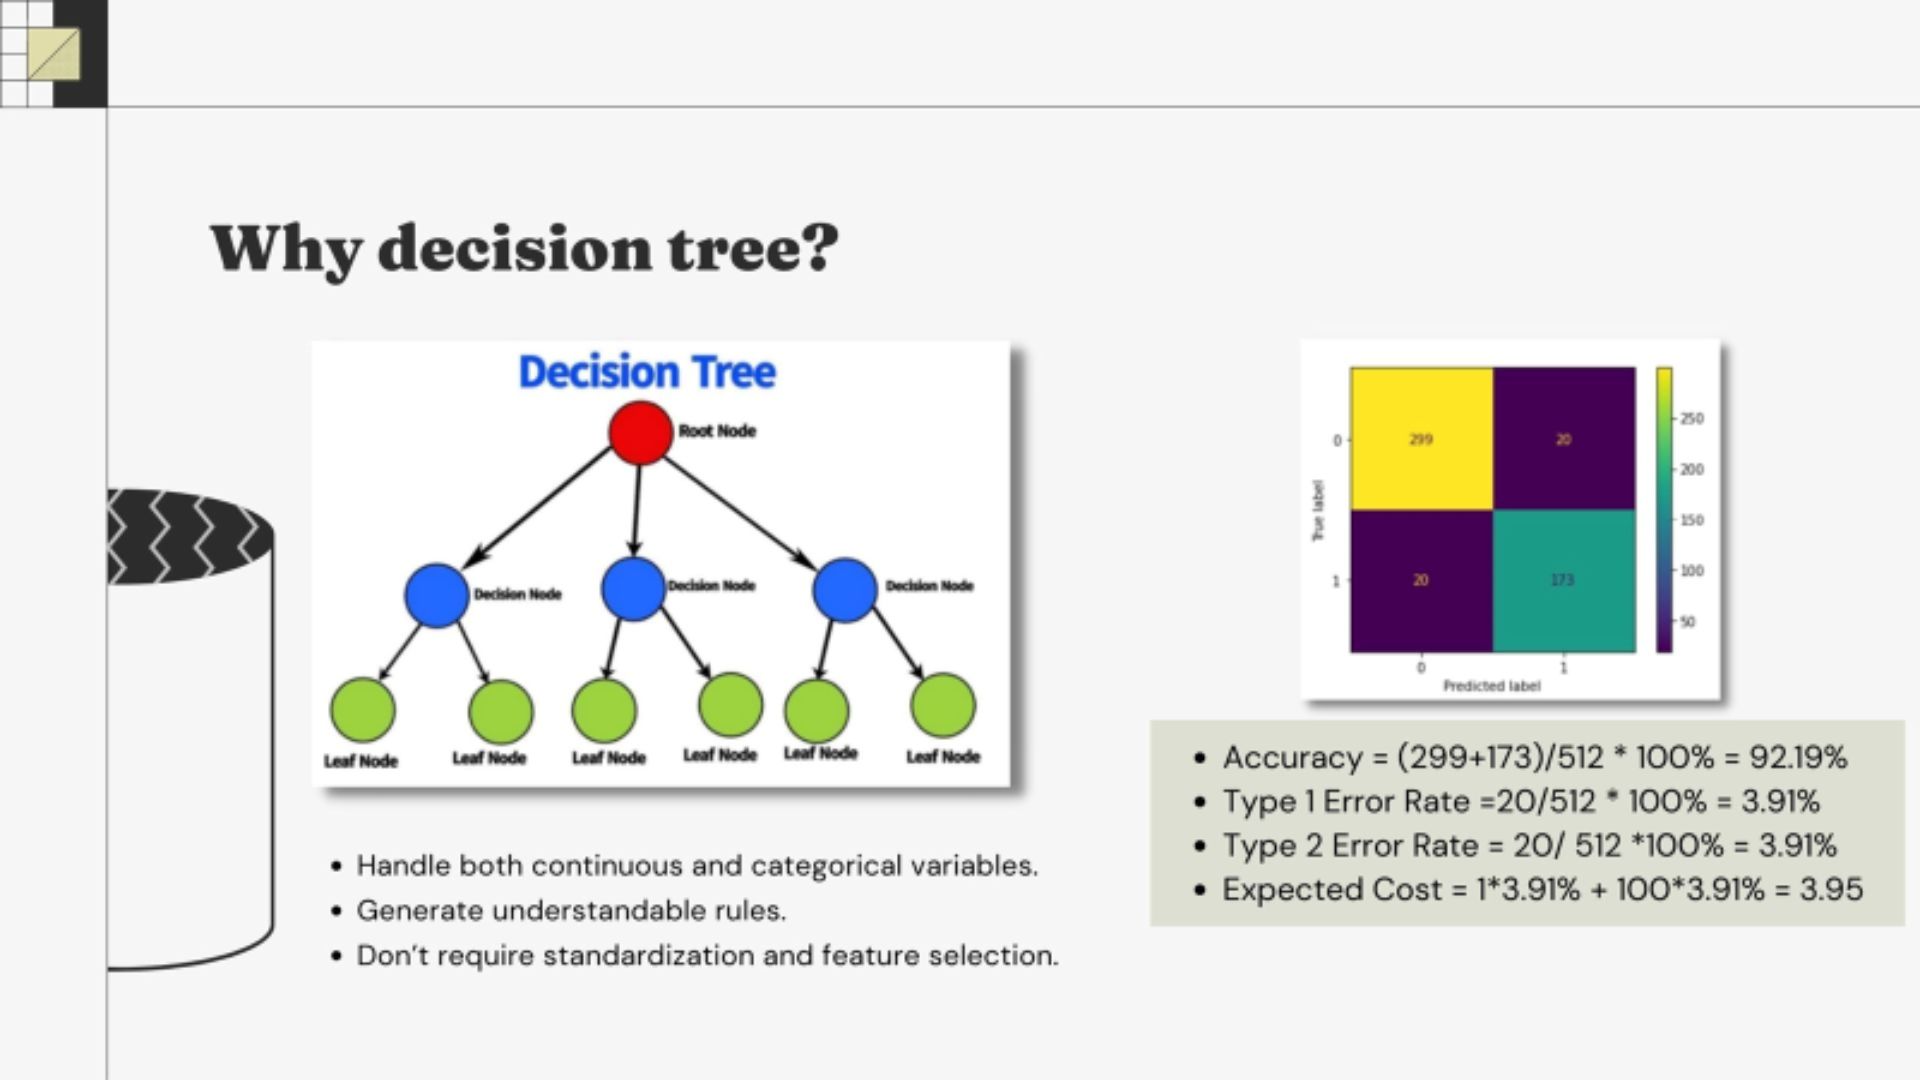 Why decision tree?
Decision Tree
Root Node
Decision Node
Decision Node
Decision Node
Leaf Node
Leaf Node
Leaf Node
Leaf Node
Leaf Node
Leaf Node
• Handle both continuous and categorical variables.
• Generate understandable rules.
• Don’t require standardization and feature selection.
True label
0
1
299
20
20
173
0
1
Predicted label
250
200
150
100
50
• Accuracy = (299+173)/512 * 100% = 92.19%
• Type 1 Error Rate =20/512 * 100% = 3.91%
• Type 2 Error Rate = 20/ 512 *100% = 3.91%
• Expected Cost = 1*3.91% + 100*3.91% = 3.95